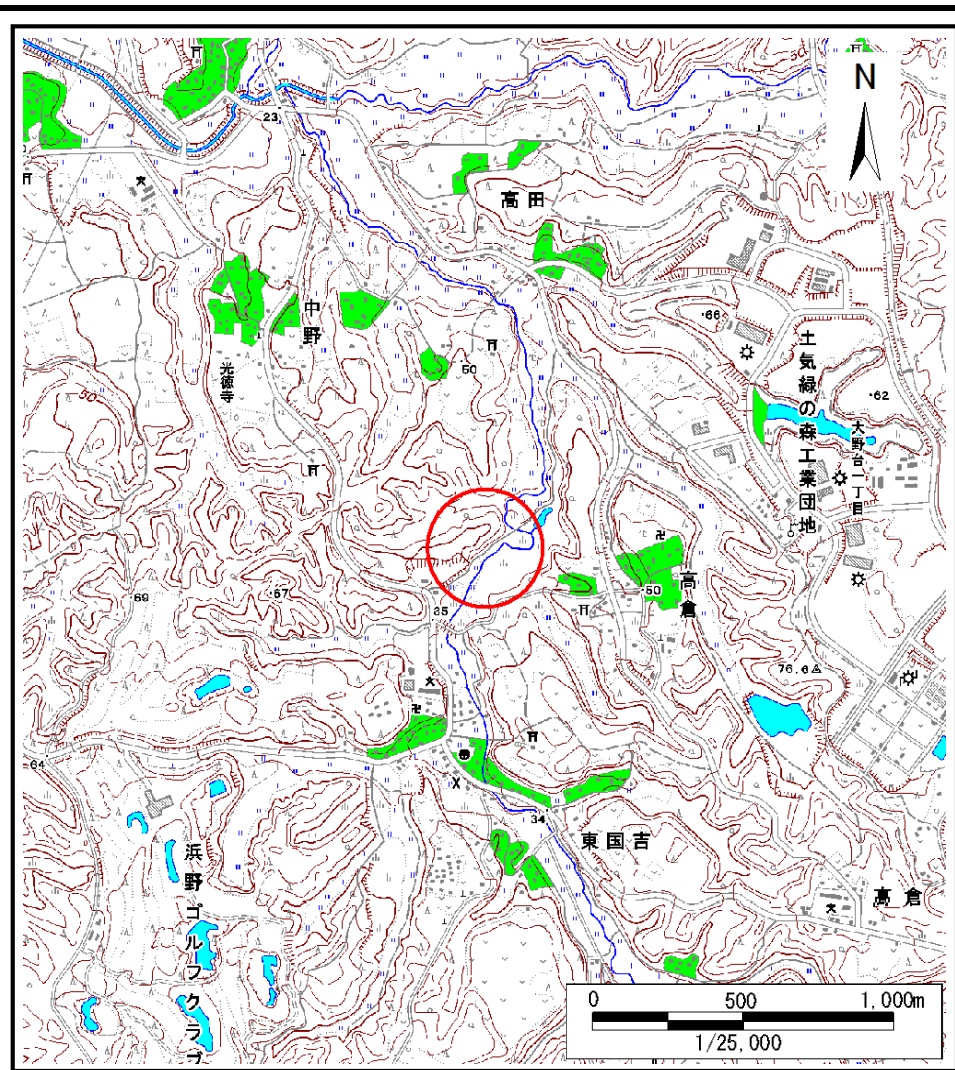 N
23
高田
・66
中野
・50
土気緑の森工業団地
・62
大野台一丁目
光徳寺
50
69
・67
50
高倉
35
76.6
64
34
東国吉
浜野ゴルフクラブ
高倉
0 500 1,000m
1/25,000